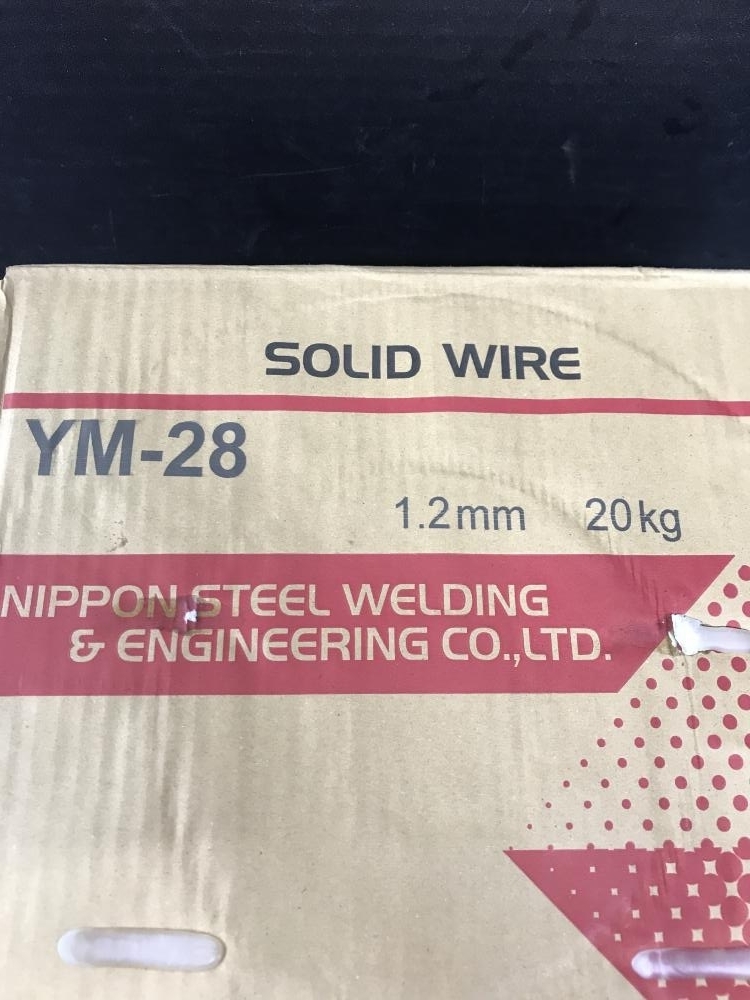 SOLID WIRE
YM-28
1.2mm 20kg
NIPPON STEEL WELDING
& ENGINEERING CO.,LTD.